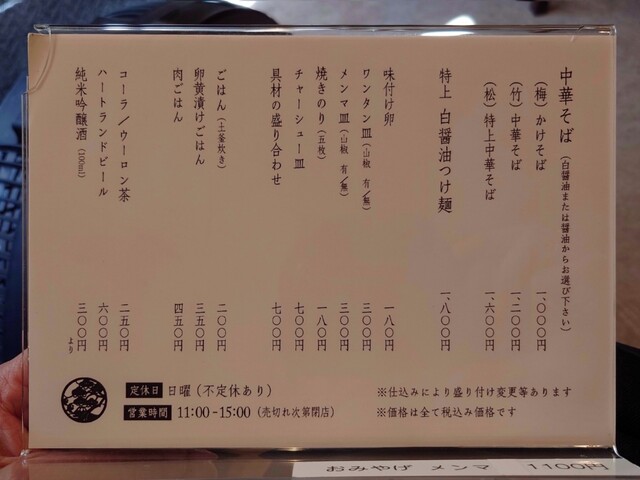 中華そば（白醤油または醤油からお選び下さい）
（梅）かけそば 一、〇〇〇円
（竹）中華そば 一、二〇〇円
（松）特上中華そば 一、六〇〇円
特上 白醤油つけ麺 一、八〇〇円
味付け卵 一八〇円
ワンタン皿（山椒 有／無） 三〇〇円
メンマ皿（山椒 有／無） 三〇〇円
焼きのり（五枚） 一八〇円
チャーシュー皿 七〇〇円
具材の盛り合わせ 七〇〇円
ごはん（土釜炊き） 二〇〇円
卵黄漬けごはん 三五〇円
肉ごはん 四五〇円
コーラ／ウーロン茶 二五〇円
ハートランドビール 六〇〇円
純米吟醸酒（100ml） 三〇〇円より
定休日 日曜（不定休あり）
営業時間 11:00-15:00（売切れ次第閉店）
※仕込みにより盛り付け変更等あります
※価格は全て税込み価格です
おみやげ メンマ 1100円